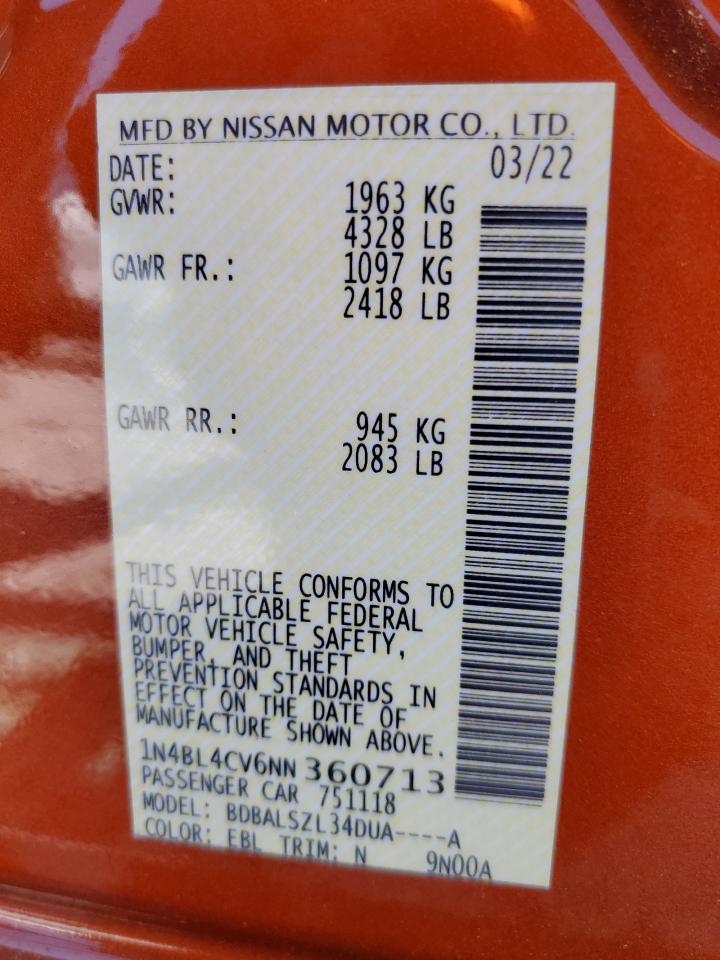 MFD BY NISSAN MOTOR CO., LTD.
DATE: 03/22
GVWR: 1963 KG
4328 LB
GAWR FR.: 1097 KG
2418 LB
GAWR RR.: 945 KG
2083 LB
THIS VEHICLE CONFORMS TO
ALL APPLICABLE FEDERAL
MOTOR VEHICLE SAFETY,
BUMPER, AND THEFT
PREVENTION STANDARDS IN
EFFECT ON THE DATE OF
MANUFACTURE SHOWN ABOVE.
1N4BL4CV6NN 360713
PASSENGER CAR 751118
MODEL: BDBALSZL34DUA----A
COLOR: EBL TRIM: N 9N00A